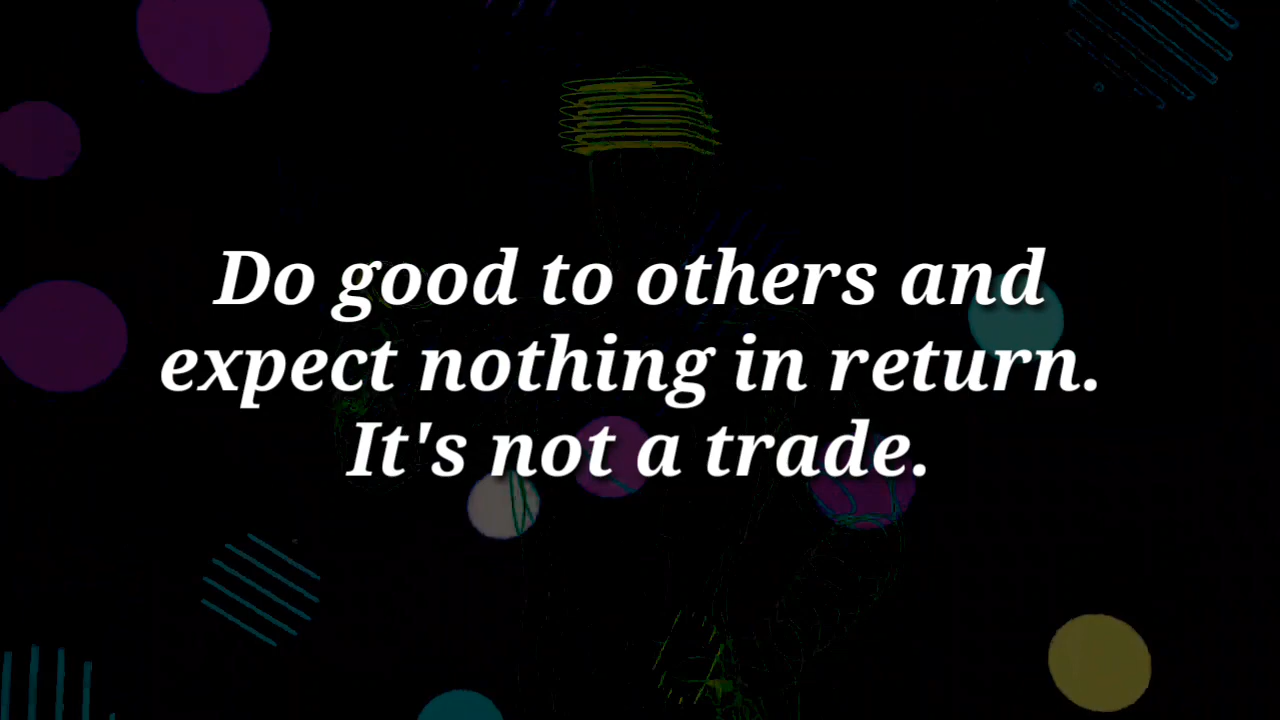 Do good to others and
expect nothing in return.
It's not a trade.